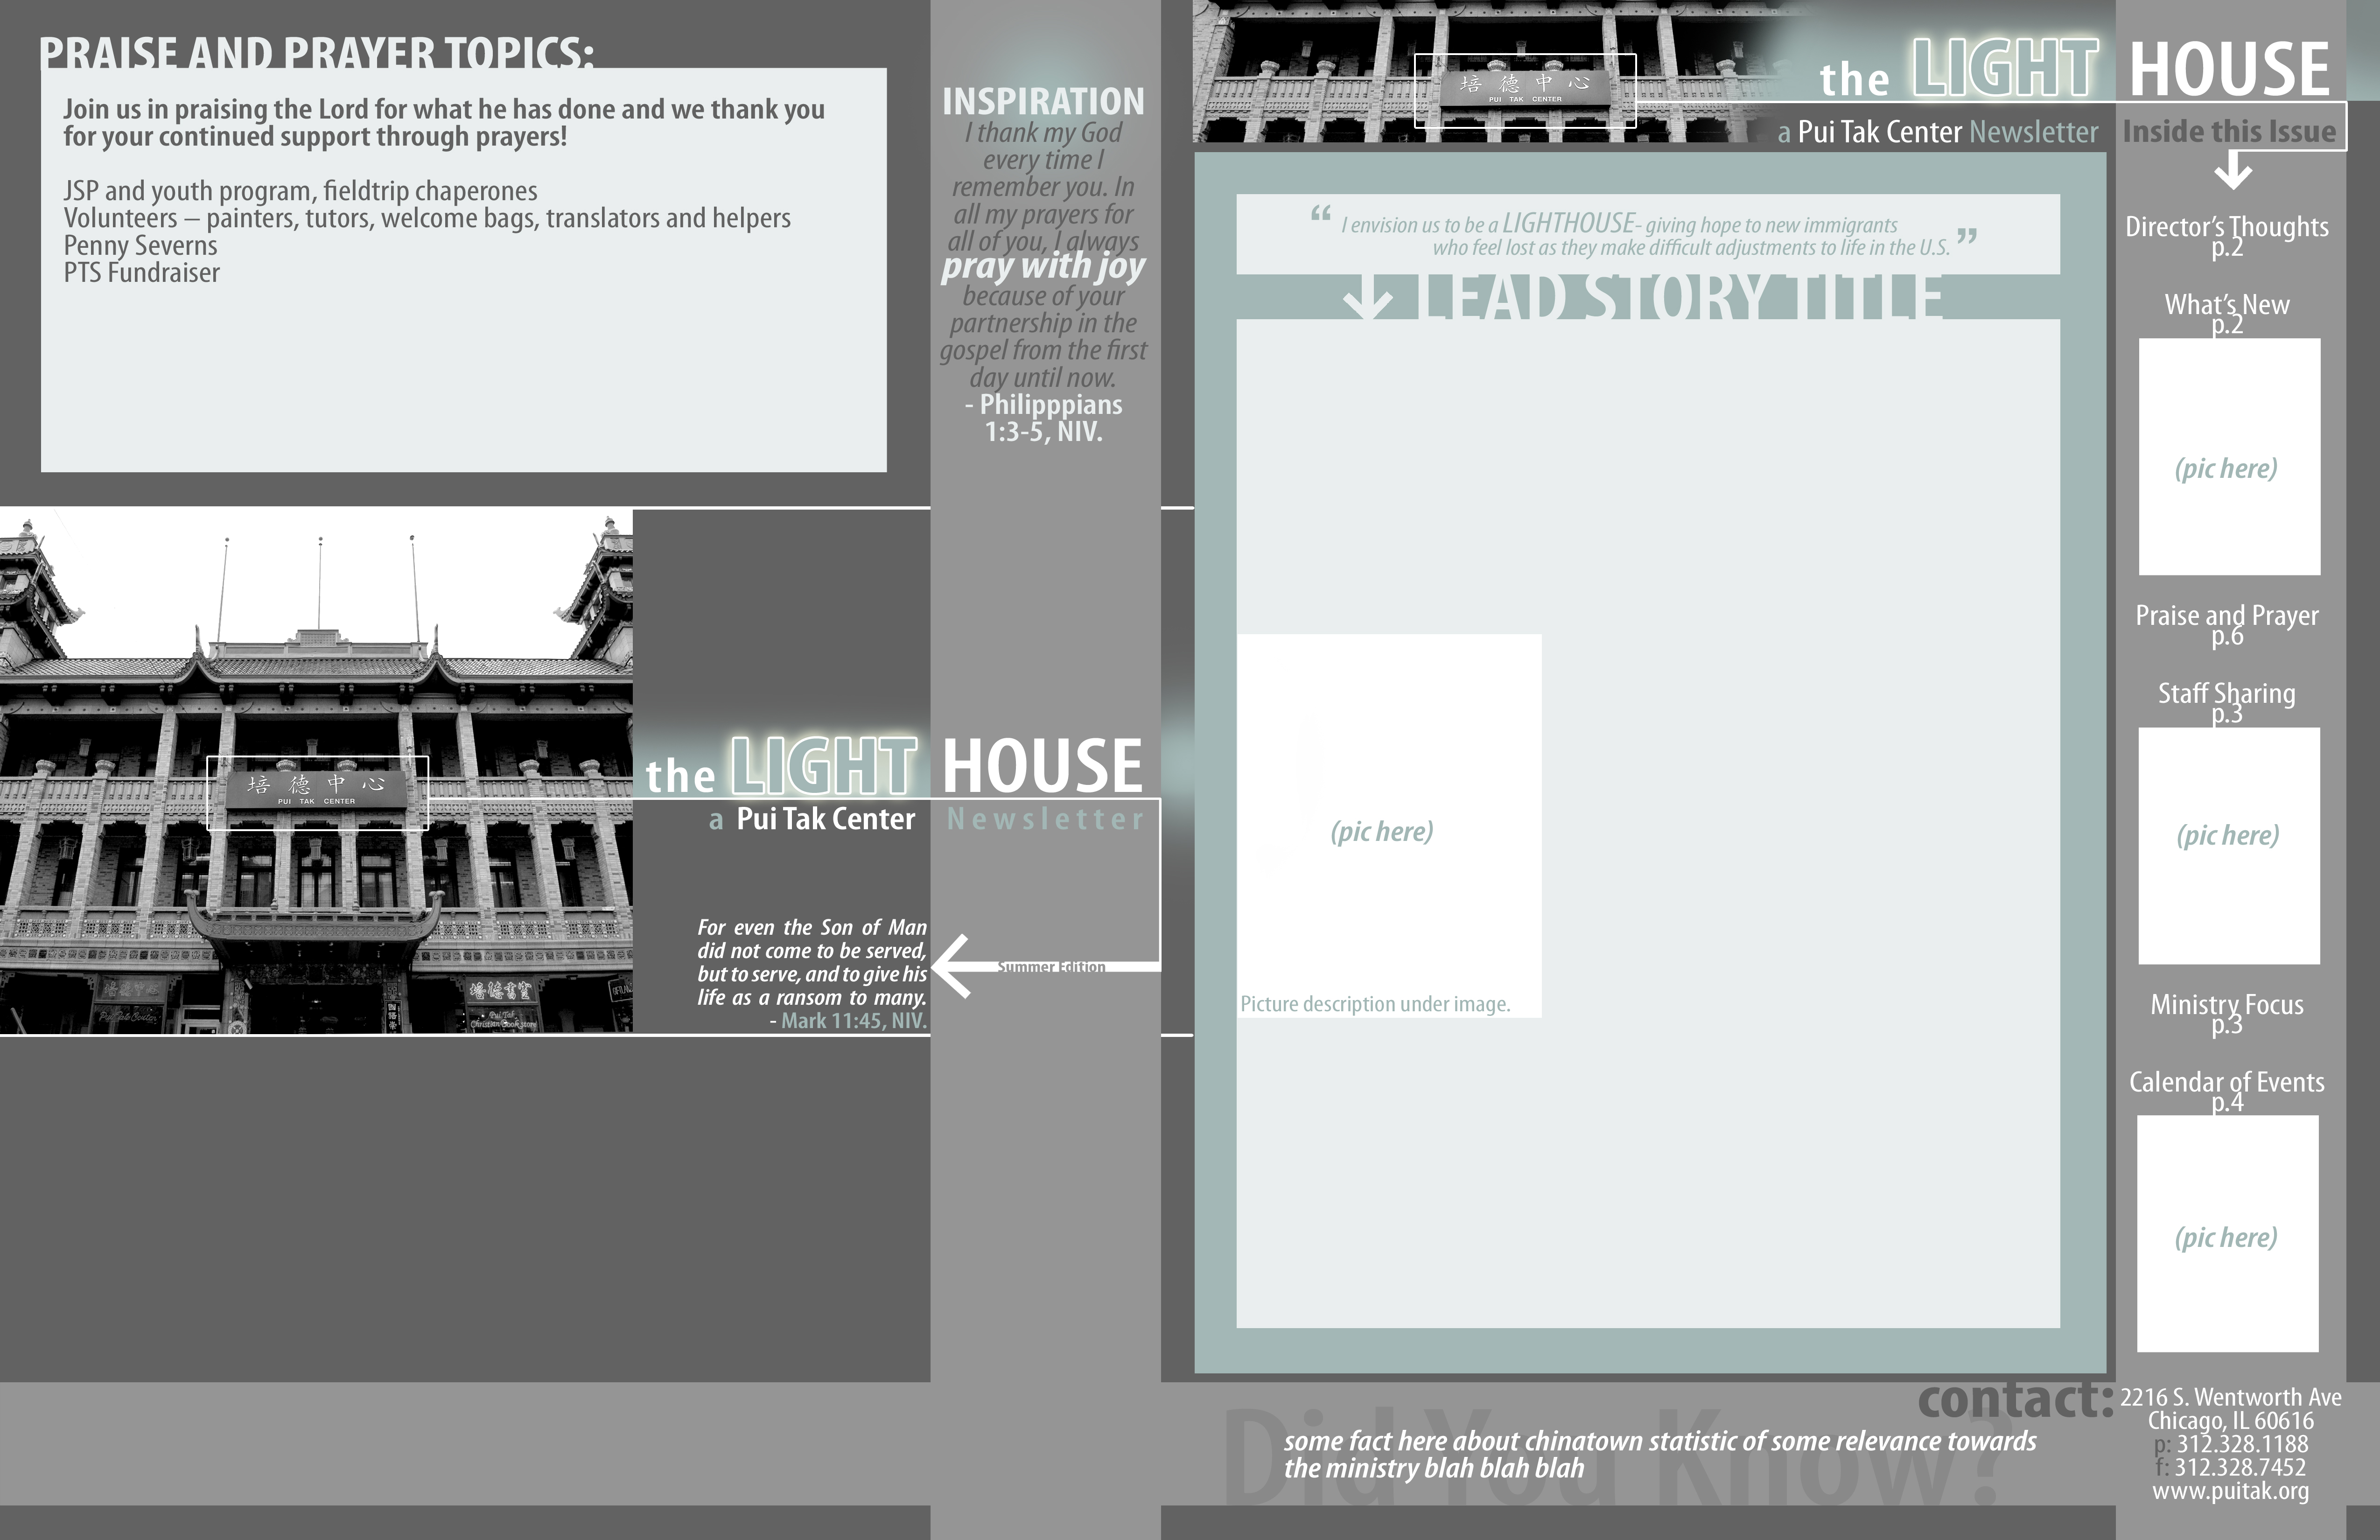 PRAISE AND PRAYER TOPICS:
Join us in praising the Lord for what he has done and we thank you
for your continued support through prayers!
JSP and youth program, fieldtrip chaperones
Volunteers – painters, tutors, welcome bags, translators and helpers
Penny Severns
PTS Fundraiser
INSPIRATION
I thank my God
every time I
remember you. In
all my prayers for
all of you, I always
pray with joy
because of your
partnership in the
gospel from the first
day until now.
- Philipppians
1:3-5, NIV.
培德中心
PUI TAK CENTER
the LIGHT HOUSE
a Pui Tak Center Newsletter
For even the Son of Man
did not come to be served,
but to serve, and to give his
life as a ransom to many.
- Mark 11:45, NIV.
Summer Edition
培德中心
PUI TAK CENTER
the LIGHT HOUSE
a Pui Tak Center Newsletter
“ I envision us to be a LIGHTHOUSE- giving hope to new immigrants
who feel lost as they make difficult adjustments to life in the U.S. ”
LEAD STORY TITLE
(pic here)
Picture description under image.
Inside this Issue
Director’s Thoughts
p.2
What’s New
p.2
(pic here)
Praise and Prayer
p.6
Staff Sharing
p.3
(pic here)
Ministry Focus
p.3
Calendar of Events
p.4
(pic here)
Did You Know?
some fact here about chinatown statistic of some relevance towards
the ministry blah blah blah
contact: 2216 S. Wentworth Ave
Chicago, IL 60616
p: 312.328.1188
f: 312.328.7452
www.puitak.org